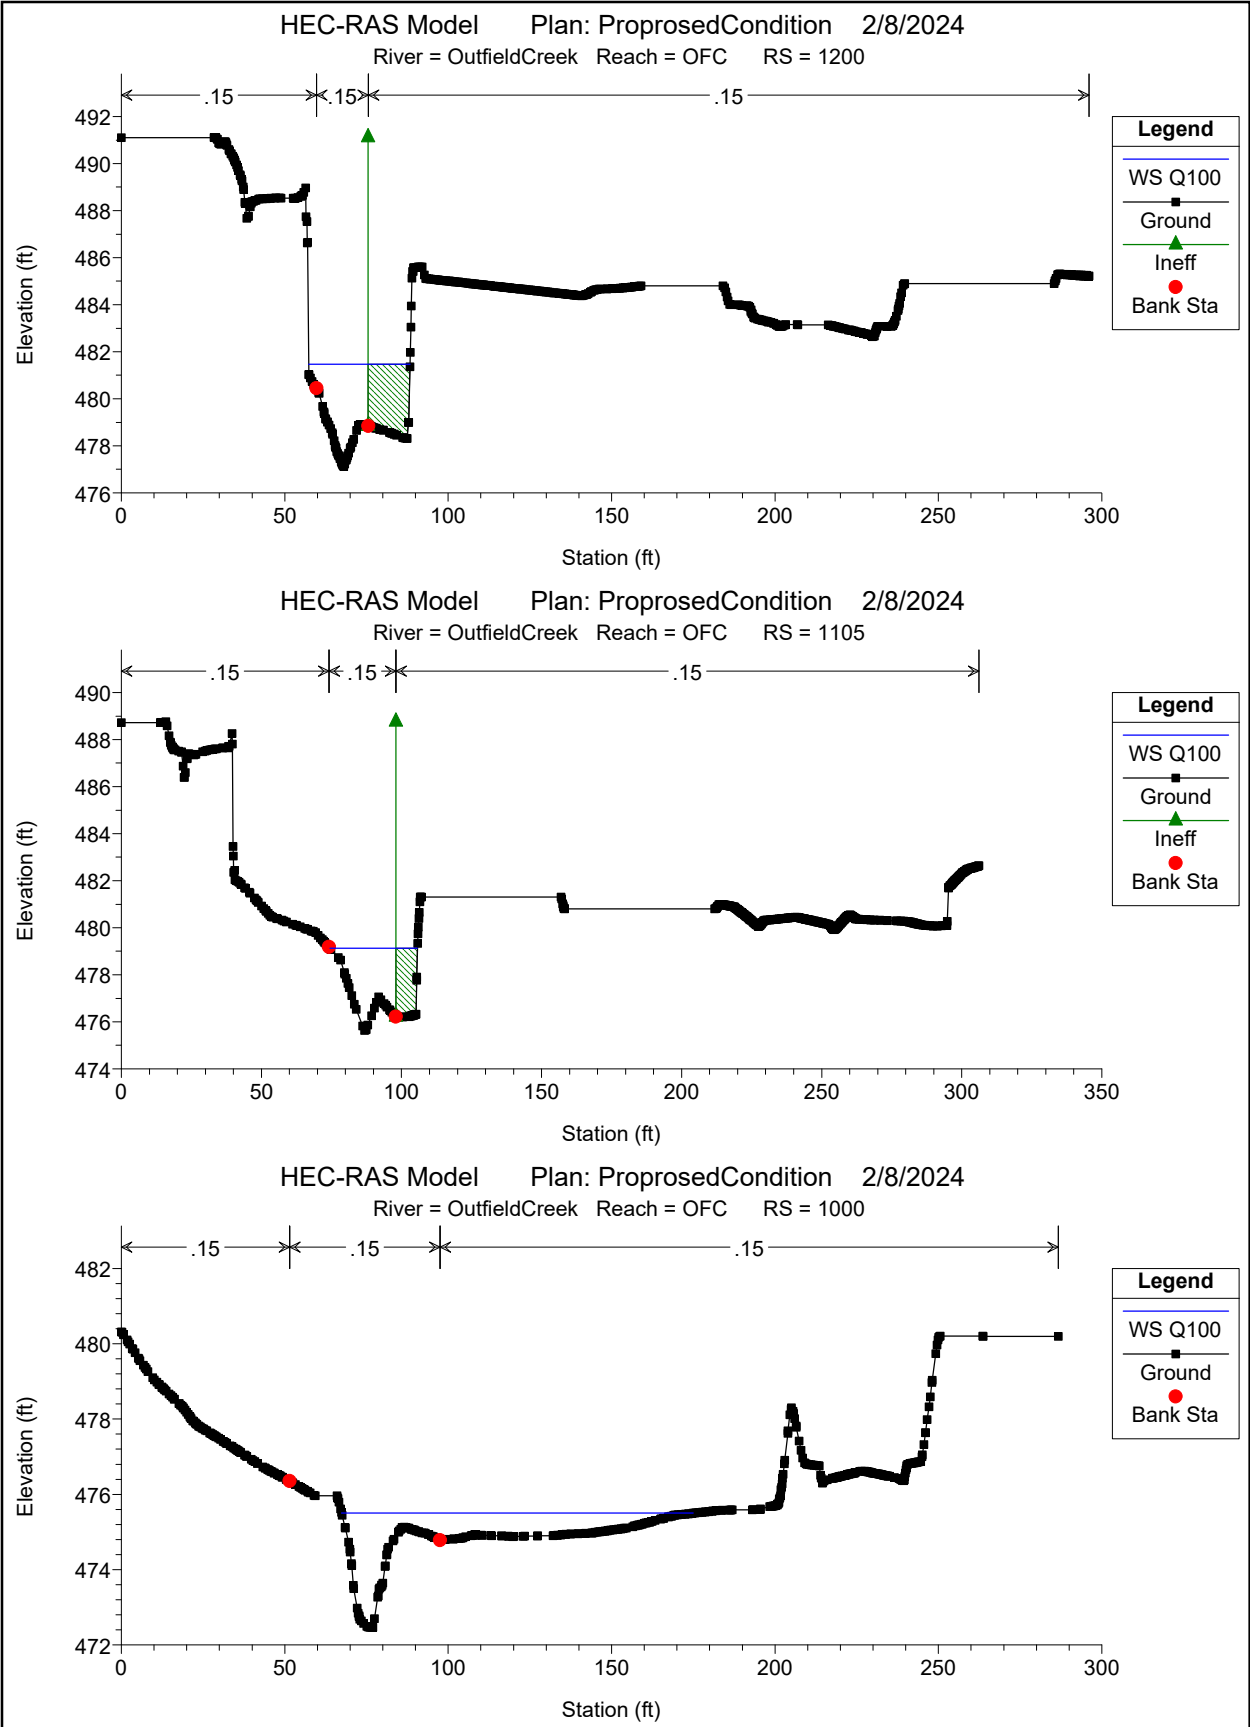 HEC-RAS Model Plan: ProprosedCondition 2/8/2024
River = OutfieldCreek Reach = OFC RS = 1200
.15 .15 .15
492
490
488
486
484
482
480
478
476
Elevation (ft)
0 50 100 150 200 250 300
Station (ft)
Legend
WS Q100
Ground
Ineff
Bank Sta
HEC-RAS Model Plan: ProprosedCondition 2/8/2024
River = OutfieldCreek Reach = OFC RS = 1105
.15 .15 .15
490
488
486
484
482
480
478
476
474
Elevation (ft)
0 50 100 150 200 250 300 350
Station (ft)
Legend
WS Q100
Ground
Ineff
Bank Sta
HEC-RAS Model Plan: ProprosedCondition 2/8/2024
River = OutfieldCreek Reach = OFC RS = 1000
.15 .15 .15
482
480
478
476
474
472
Elevation (ft)
0 50 100 150 200 250 300
Station (ft)
Legend
WS Q100
Ground
Bank Sta